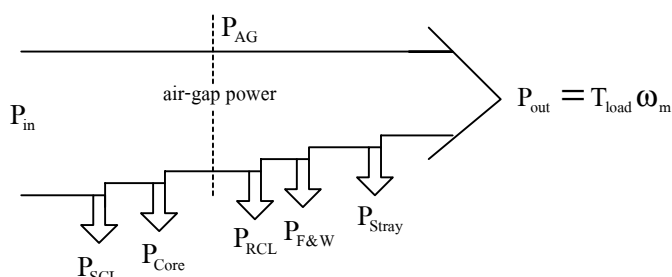 P_AG
air-gap power
P_in
P_out = T_load ω_m
P_SCL
P_Core
P_RCL
P_F&W
P_Stray